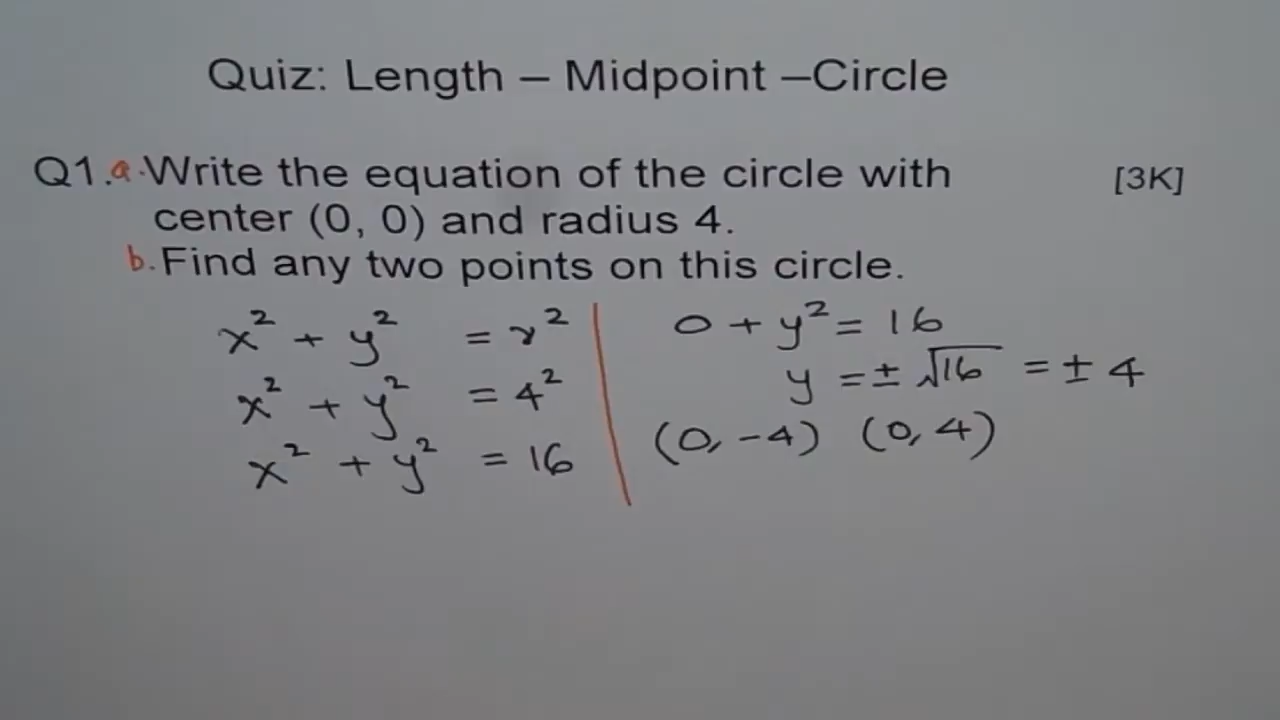 Quiz: Length – Midpoint –Circle
Q1.a. Write the equation of the circle with [3K]
center (0, 0) and radius 4.
b. Find any two points on this circle.
x² + y² = r²
x² + y² = 4²
x² + y² = 16
0 + y² = 16
y = ± √16 = ± 4
(0, -4) (0, 4)